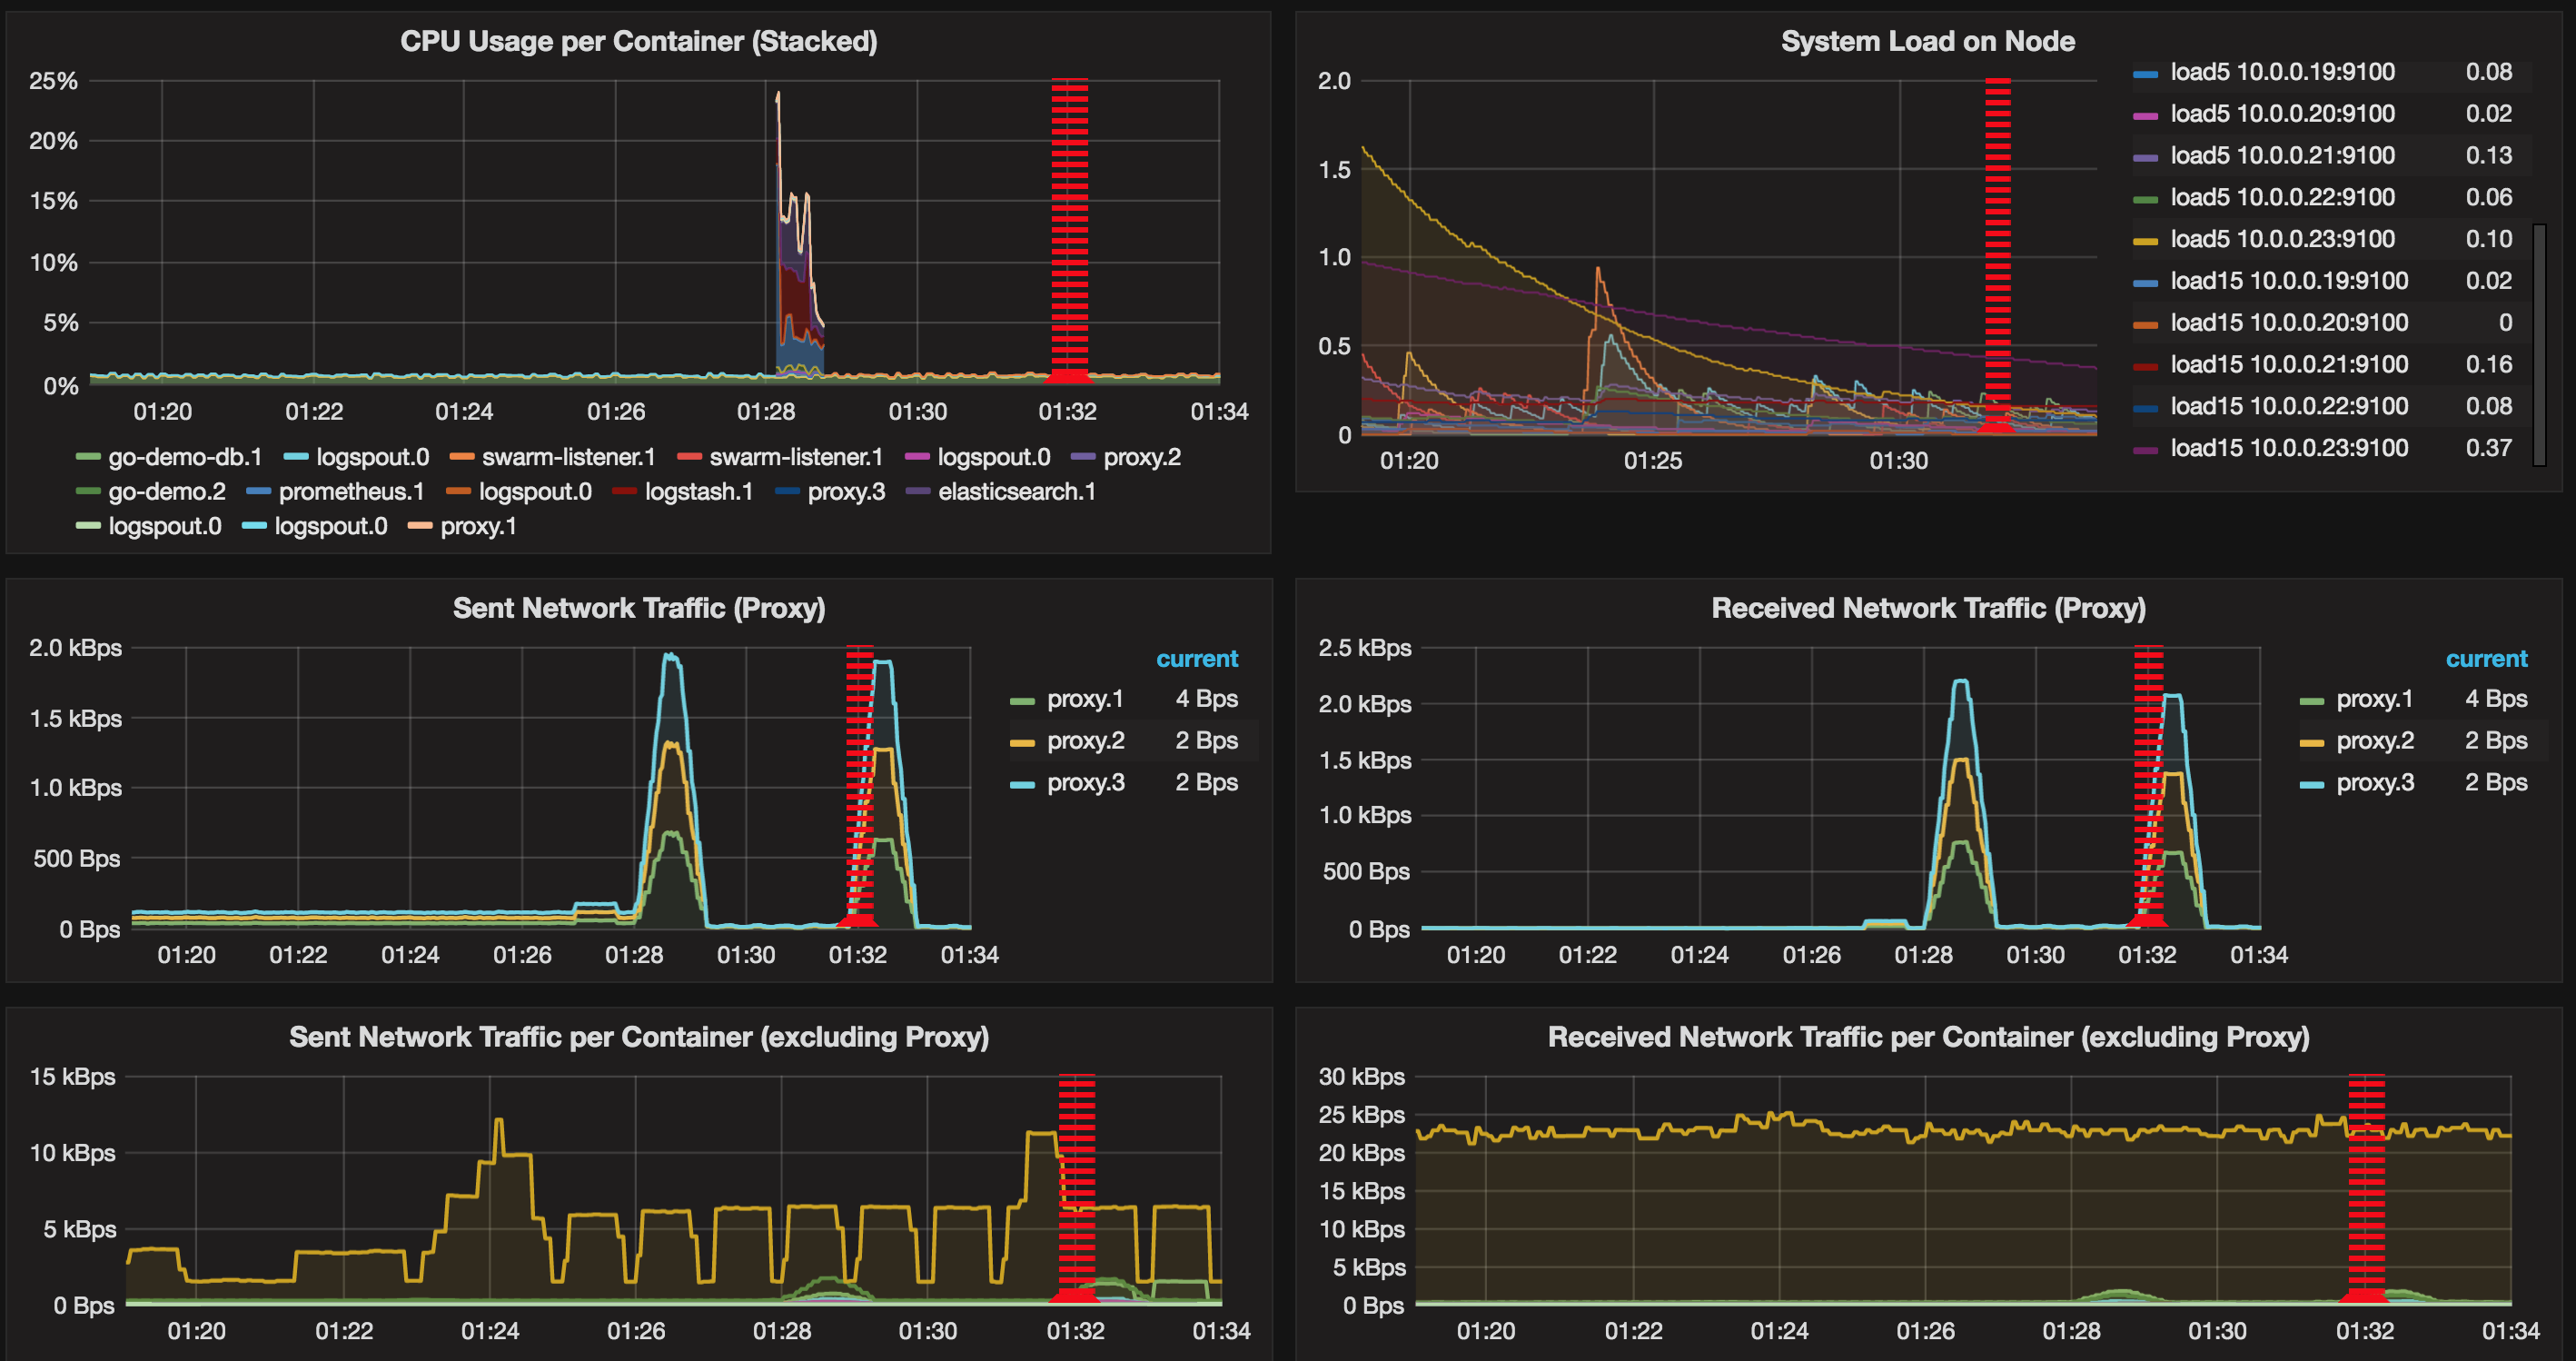 CPU Usage per Container (Stacked)
25%
20%
15%
10%
5%
0%
01:20 01:22 01:24 01:26 01:28 01:30 01:32 01:34
go-demo-db.1 logspout.0 swarm-listener.1 swarm-listener.1 logspout.0 proxy.2
go-demo.2 prometheus.1 logspout.0 logstash.1 proxy.3 elasticsearch.1
logspout.0 logspout.0 proxy.1
System Load on Node
2.0
1.5
1.0
0.5
0
01:20 01:25 01:30
load5 10.0.0.19:9100 0.08
load5 10.0.0.20:9100 0.02
load5 10.0.0.21:9100 0.13
load5 10.0.0.22:9100 0.06
load5 10.0.0.23:9100 0.10
load15 10.0.0.19:9100 0.02
load15 10.0.0.20:9100 0
load15 10.0.0.21:9100 0.16
load15 10.0.0.22:9100 0.08
load15 10.0.0.23:9100 0.37
Sent Network Traffic (Proxy)
2.0 kBps
1.5 kBps
1.0 kBps
500 Bps
0 Bps
01:20 01:22 01:24 01:26 01:28 01:30 01:32 01:34
current
proxy.1 4 Bps
proxy.2 2 Bps
proxy.3 2 Bps
Received Network Traffic (Proxy)
2.5 kBps
2.0 kBps
1.5 kBps
1.0 kBps
500 Bps
0 Bps
01:20 01:22 01:24 01:26 01:28 01:30 01:32 01:34
current
proxy.1 4 Bps
proxy.2 2 Bps
proxy.3 2 Bps
Sent Network Traffic per Container (excluding Proxy)
15 kBps
10 kBps
5 kBps
0 Bps
01:20 01:22 01:24 01:26 01:28 01:30 01:32 01:34
Received Network Traffic per Container (excluding Proxy)
30 kBps
25 kBps
20 kBps
15 kBps
10 kBps
5 kBps
0 Bps
01:20 01:22 01:24 01:26 01:28 01:30 01:32 01:34